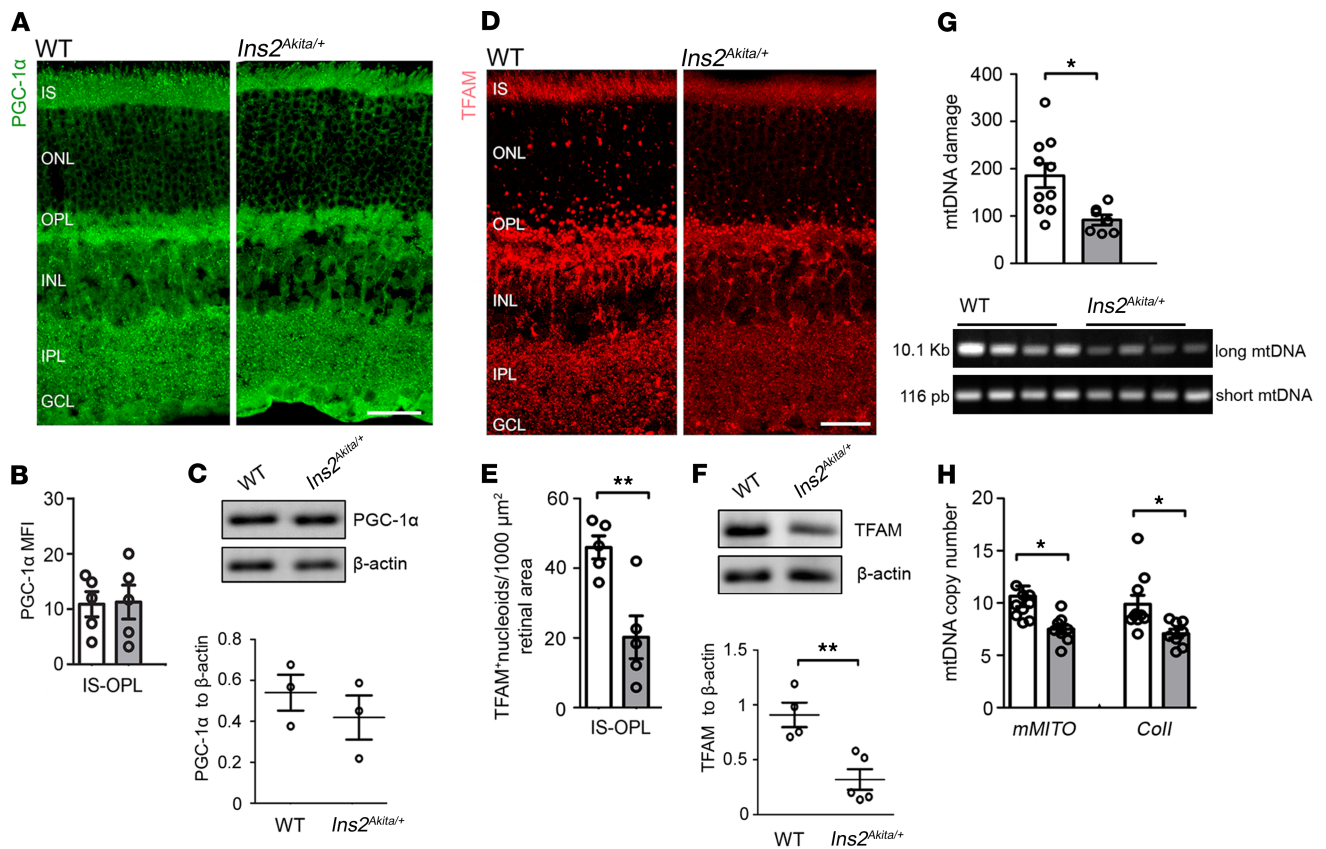 A
WT
Ins2Akita/+
PGC-1α
IS
ONL
OPL
INL
IPL
GCL
B
PGC-1α MFI
30
20
10
0
IS-OPL
C
WT
Ins2Akita/+
PGC-1α
β-actin
PGC-1α to β-actin
0.8
0.6
0.4
0.2
0
WT
Ins2Akita/+
D
WT
Ins2Akita/+
TFAM
IS
ONL
OPL
INL
IPL
GCL
E
TFAM+nucleoids/1000 μm2
retinal area
60
40
20
0
**
IS-OPL
F
WT
Ins2Akita/+
TFAM
β-actin
TFAM to β-actin
1.5
1
0.5
0
**
WT
Ins2Akita/+
G
mtDNA damage
400
300
200
100
0
*
WT
Ins2Akita/+
10.1 Kb
long mtDNA
116 pb
short mtDNA
H
mtDNA copy number
20
15
10
5
0
*
*
mMITO
CoII